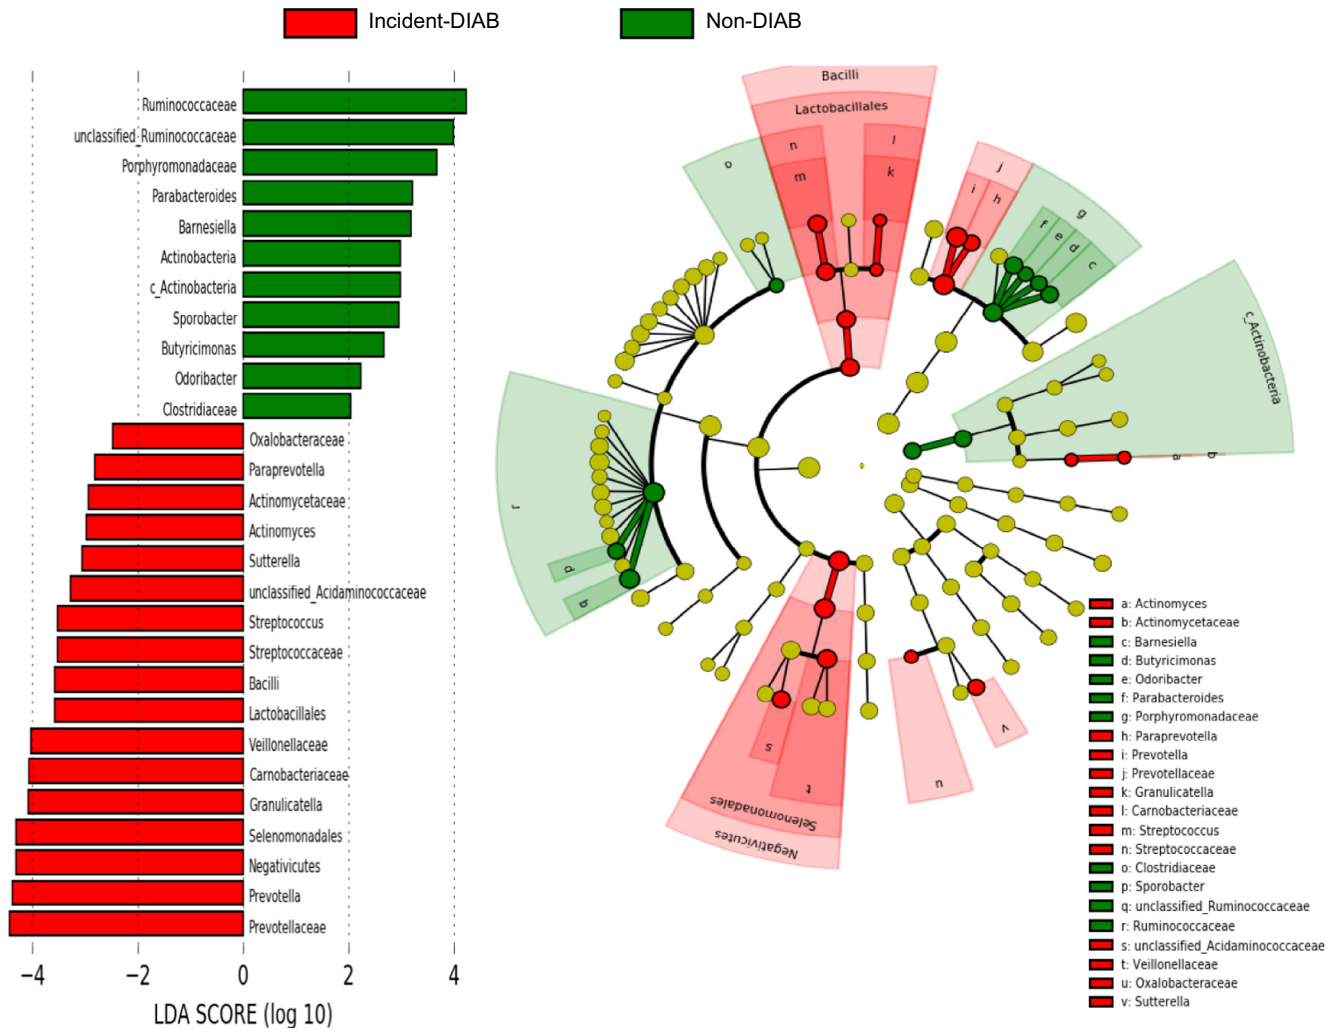 Incident-DIAB
Non-DIAB
Ruminococcaceae
unclassified_Ruminococcaceae
Porphyromonadaceae
Parabacteroides
Barnesiella
Actinobacteria
c_Actinobacteria
Sporobacter
Butyricimonas
Odoribacter
Clostridiaceae
Oxalobacteraceae
Paraprevotella
Actinomycetaceae
Actinomyces
Sutterella
unclassified_Acidaminococcaceae
Streptococcus
Streptococcaceae
Bacilli
Lactobacillales
Veillonellaceae
Carnobacteriaceae
Granulicatella
Selenomonadales
Negativicutes
Prevotella
Prevotellaceae
−4 −2 0 2 4
LDA SCORE (log 10)
Bacilli
Lactobacillales
n
m
l
k
o
j
i
h
g
f
e
d
c
c_Actinobacteria
a
b
r
p
q
s
t
Selenomonadales
Negativicutes
u
v
a: Actinomyces
b: Actinomycetaceae
c: Barnesiella
d: Butyricimonas
e: Odoribacter
f: Parabacteroides
g: Porphyromonadaceae
h: Paraprevotella
i: Prevotella
j: Prevotellaceae
k: Granulicatella
l: Carnobacteriaceae
m: Streptococcus
n: Streptococcaceae
o: Clostridiaceae
p: Sporobacter
q: unclassified_Ruminococcaceae
r: Ruminococcaceae
s: unclassified_Acidaminococcaceae
t: Veillonellaceae
u: Oxalobacteraceae
v: Sutterella